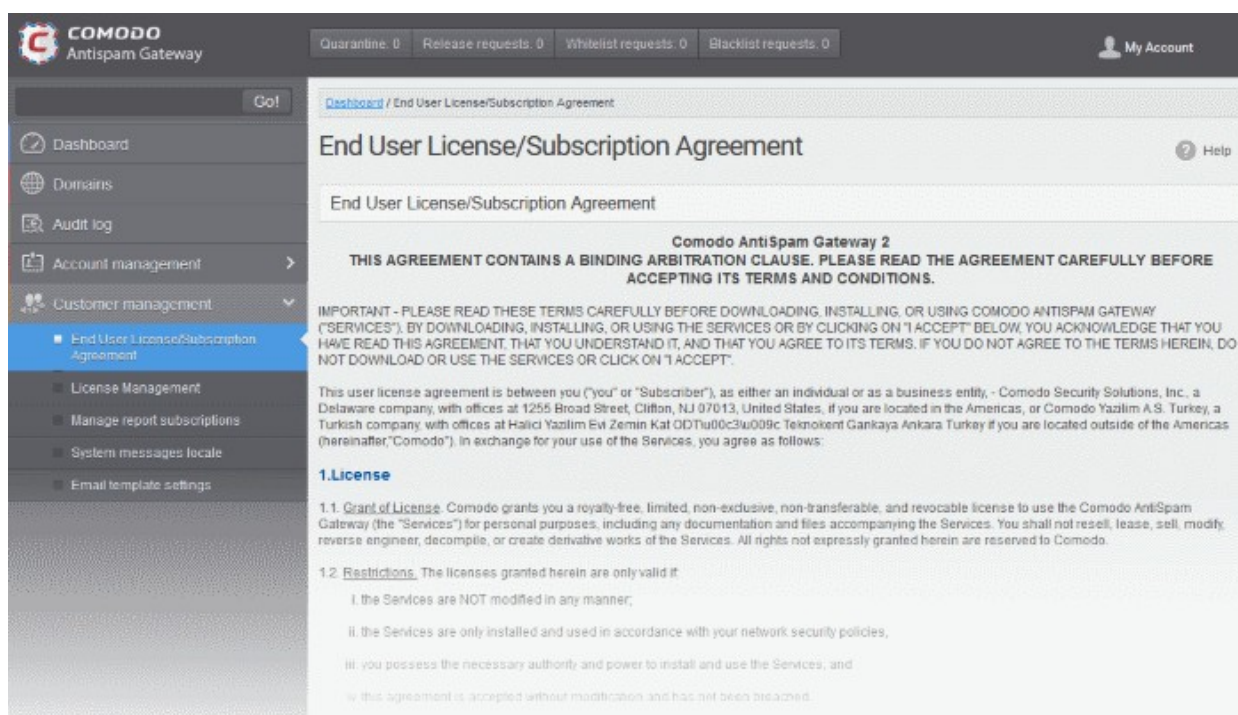 COMODO
Antispam Gateway
Quarantine: 0 Release requests: 0 Whitelist requests: 0 Blacklist requests: 0
My Account
Go!
Dashboard
Domains
Audit log
Account management
Customer management
End User License/Subscription
Agreement
License Management
Manage report subscriptions
System messages locale
Email template settings
Dashboard / End User License/Subscription Agreement
End User License/Subscription Agreement
Help
End User License/Subscription Agreement
Comodo AntiSpam Gateway 2
THIS AGREEMENT CONTAINS A BINDING ARBITRATION CLAUSE. PLEASE READ THE AGREEMENT CAREFULLY BEFORE
ACCEPTING ITS TERMS AND CONDITIONS.
IMPORTANT - PLEASE READ THESE TERMS CAREFULLY BEFORE DOWNLOADING, INSTALLING, OR USING COMODO ANTISPAM GATEWAY
("SERVICES"). BY DOWNLOADING, INSTALLING, OR USING THE SERVICES OR BY CLICKING ON "I ACCEPT" BELOW, YOU ACKNOWLEDGE THAT YOU
HAVE READ THIS AGREEMENT, THAT YOU UNDERSTAND IT, AND THAT YOU AGREE TO ITS TERMS. IF YOU DO NOT AGREE TO THE TERMS HEREIN, DO
NOT DOWNLOAD OR USE THE SERVICES OR CLICK ON "I ACCEPT".
This user license agreement is between you ("you" or "Subscriber"), as either an individual or as a business entity, - Comodo Security Solutions, Inc., a
Delaware company, with offices at 1255 Broad Street, Clifton, NJ 07013, United States, if you are located in the Americas, or Comodo Yazilim A.S. Turkey, a
Turkish company, with offices at Halici Yazilim Evi Zemin Kat ODT\u00c3\u009c Teknokent Gankaya Ankara Turkey if you are located outside of the Americas
(hereinafter,"Comodo"). In exchange for your use of the Services, you agree as follows:
1.License
1.1. Grant of License. Comodo grants you a royalty-free, limited, non-exclusive, non-transferable, and revocable license to use the Comodo AntiSpam
Gateway (the "Services") for personal purposes, including any documentation and files accompanying the Services. You shall not resell, lease, sell, modify,
reverse engineer, decompile, or create derivative works of the Services. All rights not expressly granted herein are reserved to Comodo.
1.2. Restrictions. The licenses granted herein are only valid if:
i. the Services are NOT modified in any manner;
ii. the Services are only installed and used in accordance with your network security policies,
iii. you possess the necessary authority and power to install and use the Services, and
iv this agreement is accepted without modification and has not been breached.